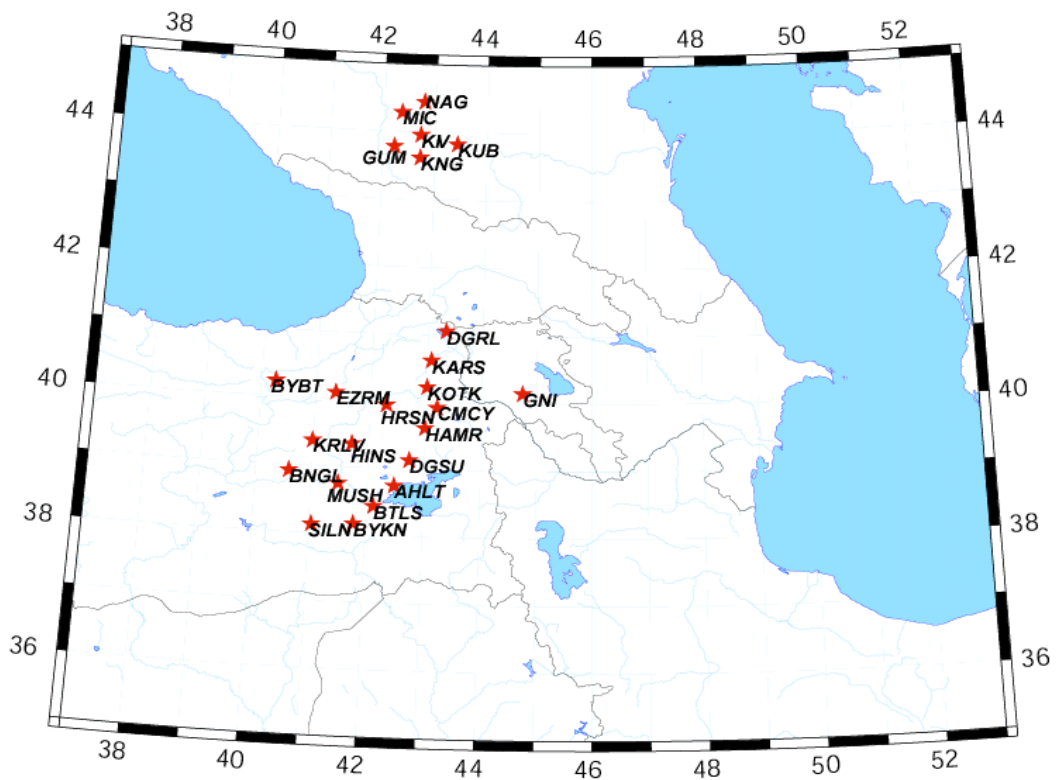 38 40 42 44 46 48 50 52
44 NAG 44
MIC
KIV KUB
GUM KNG
42 42
DGRL
KARS
40 BYBT EZRM KOTK GNI 40
HRSN CMCY
HAMR
KRLV HINS
BNGL DGSU
MUSH AHLT
38 BTLS 38
SILN BYKN
36 36
38 40 42 44 46 48 50 52